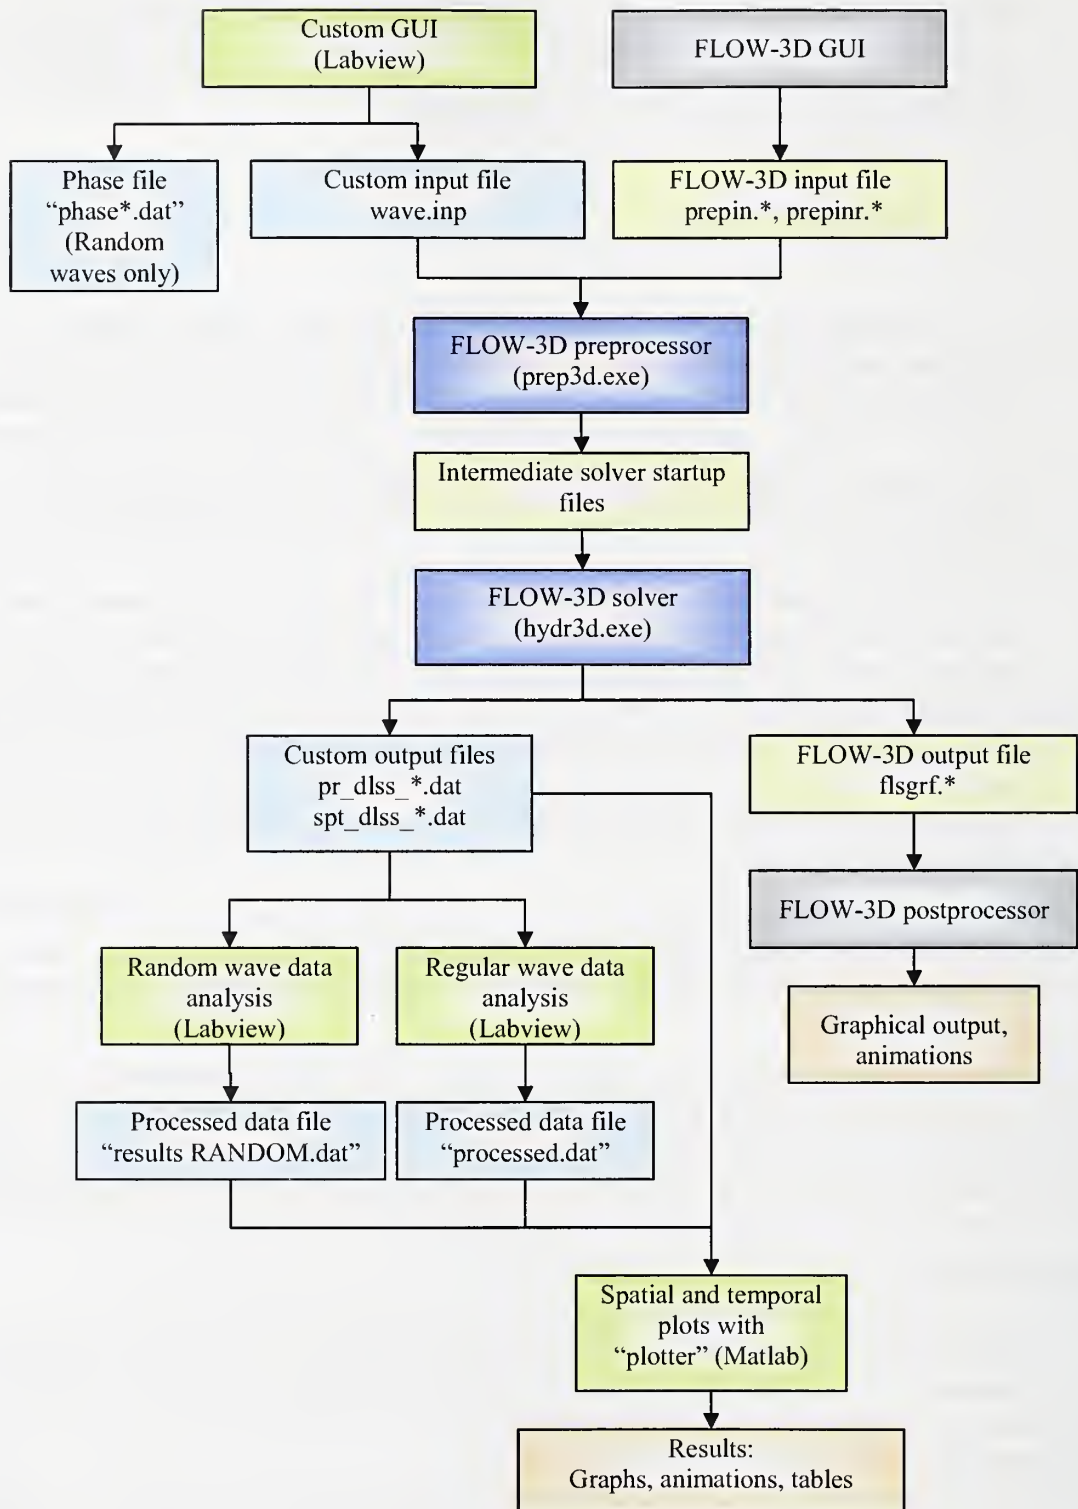 Custom GUI
(Labview)
FLOW-3D GUI
Phase file
“phase*.dat”
(Random
waves only)
Custom input file
wave.inp
FLOW-3D input file
prepin.*, prepinr.*
FLOW-3D preprocessor
(prep3d.exe)
Intermediate solver startup
files
FLOW-3D solver
(hydr3d.exe)
Custom output files
pr_dlss_*.dat
spt_dlss_*.dat
FLOW-3D output file
flsgrf.*
FLOW-3D postprocessor
Random wave data
analysis
(Labview)
Regular wave data
analysis
(Labview)
Graphical output,
animations
Processed data file
“results RANDOM.dat”
Processed data file
“processed.dat”
Spatial and temporal
plots with
“plotter” (Matlab)
Results:
Graphs, animations, tables